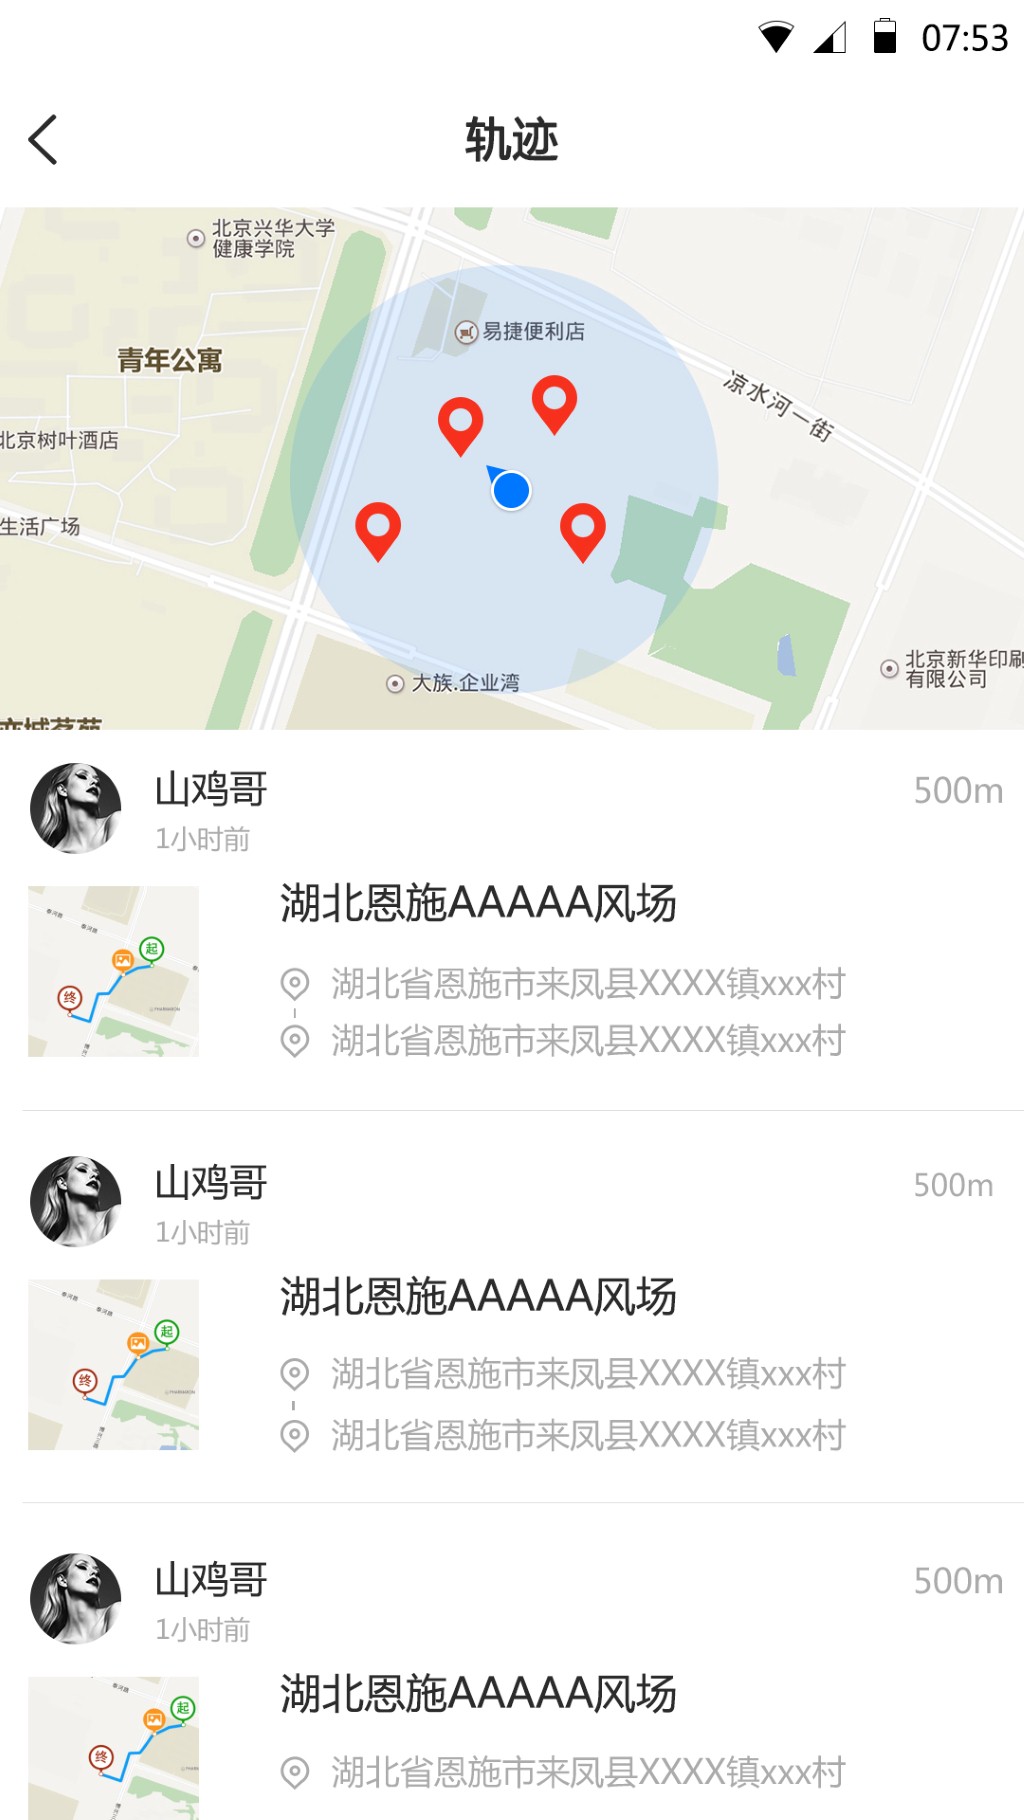 07:53
轨迹
北京兴华大学
健康学院
易捷便利店
青年公寓
凉水河一街
北京树叶酒店
生活广场
北京新华印刷
有限公司
大族.企业湾
山鸡哥
500m
1小时前
湖北恩施AAAAA风场
起
终
湖北省恩施市来凤县XXXX镇xxx村
湖北省恩施市来凤县XXXX镇xxx村
山鸡哥
500m
1小时前
湖北恩施AAAAA风场
起
终
湖北省恩施市来凤县XXXX镇xxx村
湖北省恩施市来凤县XXXX镇xxx村
山鸡哥
500m
1小时前
湖北恩施AAAAA风场
起
终
湖北省恩施市来凤县XXXX镇xxx村